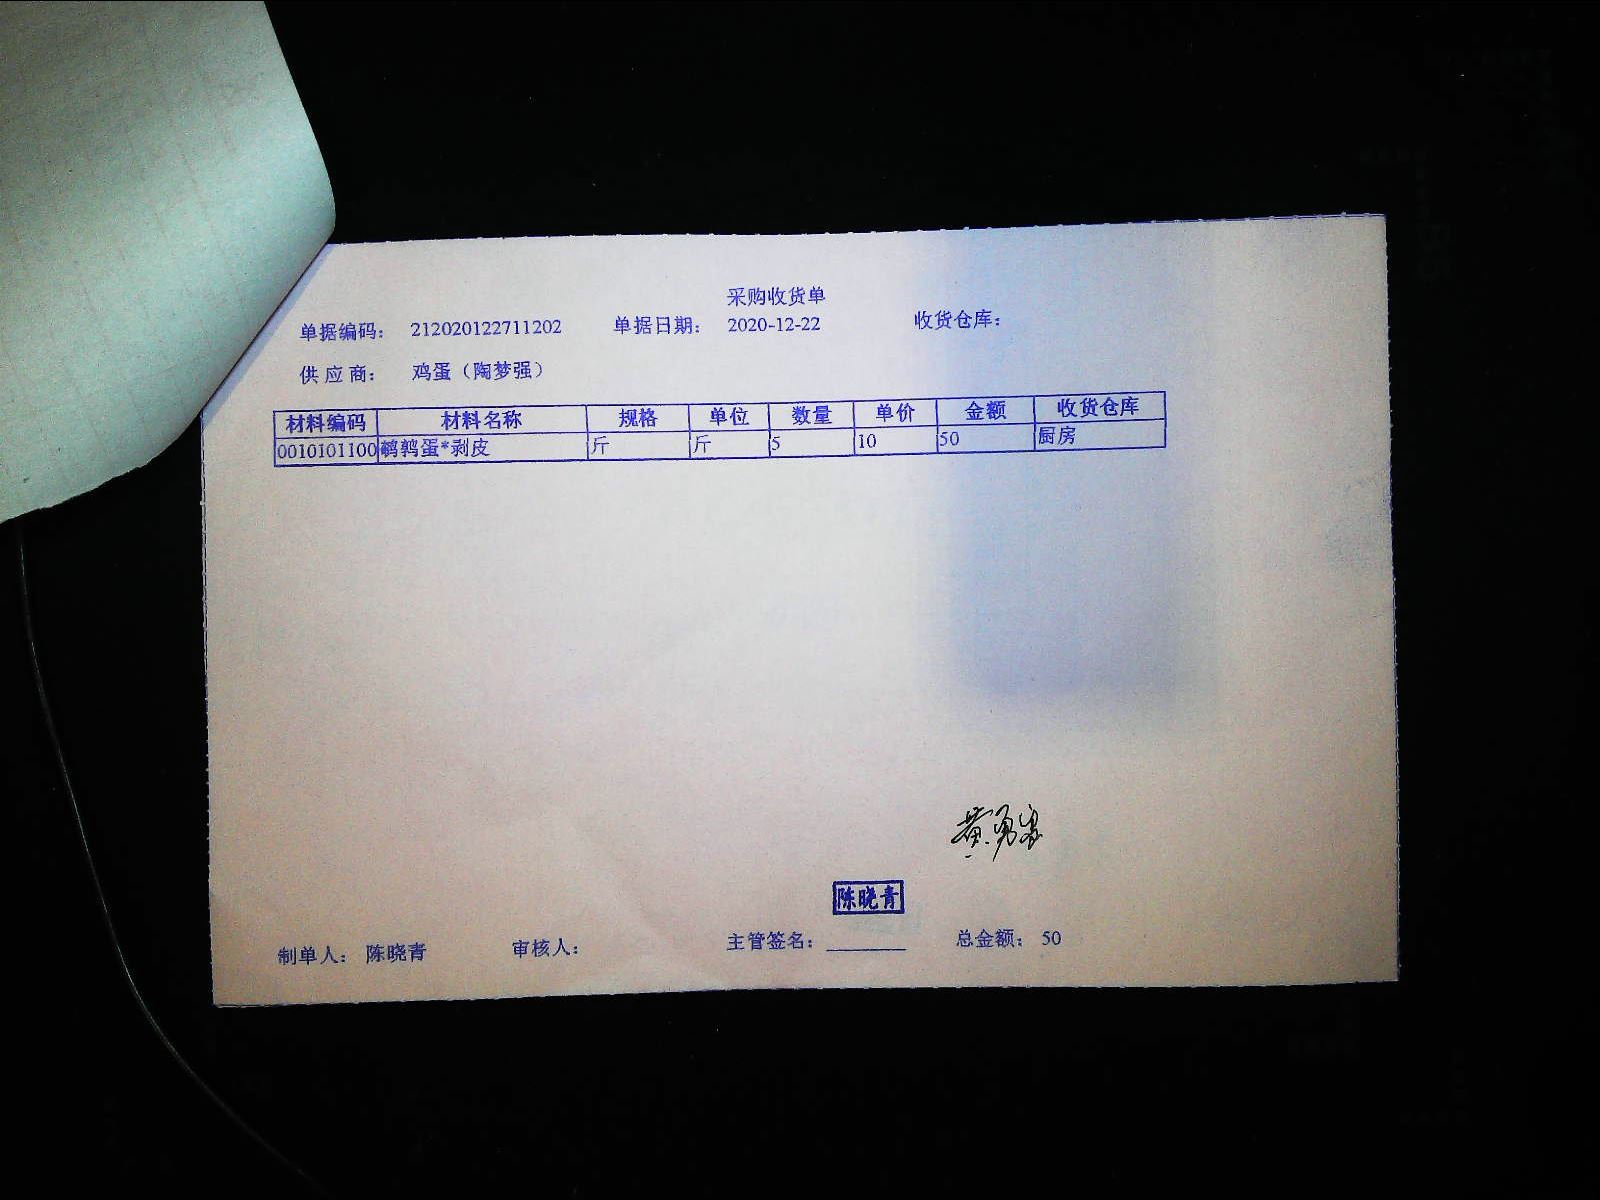 采购收货单
单据编码： 212020122711202 单据日期： 2020-12-22 收货仓库：
供 应 商： 鸡蛋（陶梦强）
材料编码 材料名称 规格 单位 数量 单价 金额 收货仓库
0010101100 鹌鹑蛋*剥皮 斤 斤 5 10 50 厨房
黄勇
陈晓青
制单人： 陈晓青 审核人： 主管签名： 总金额： 50